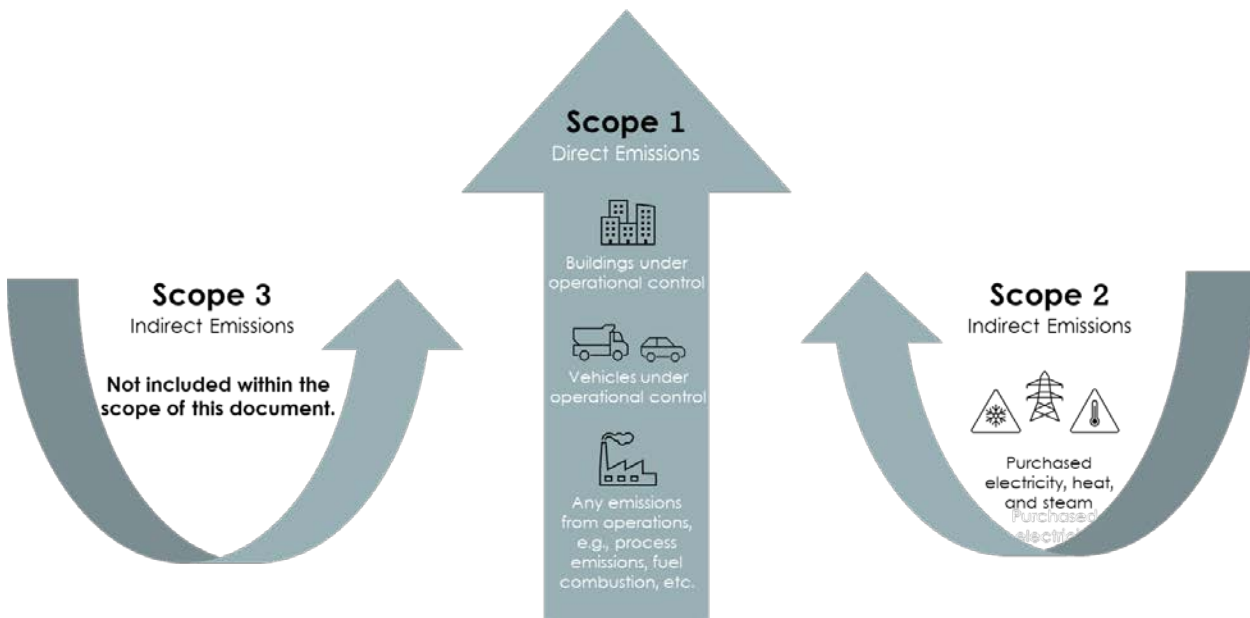 Scope 1
Direct Emissions
Buildings under
operational control
Vehicles under
operational control
Any emissions
from operations,
e.g., process
emissions, fuel
combustion, etc.
Scope 3
Indirect Emissions
Not included within the
scope of this document.
Scope 2
Indirect Emissions
Purchased
electricity, heat,
and steam
Purchased